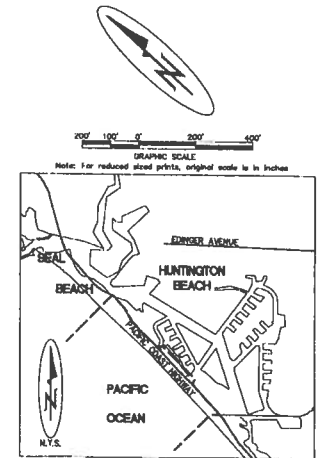 N
200' 100' 0' 200' 400'
GRAPHIC SCALE
Note: For reduced sized prints, original scale is in inches
EDINGER AVENUE
SEAL
BEACH
HUNTINGTON
BEACH
PACIFIC COAST HIGHWAY
PACIFIC
OCEAN
N
N.T.S.